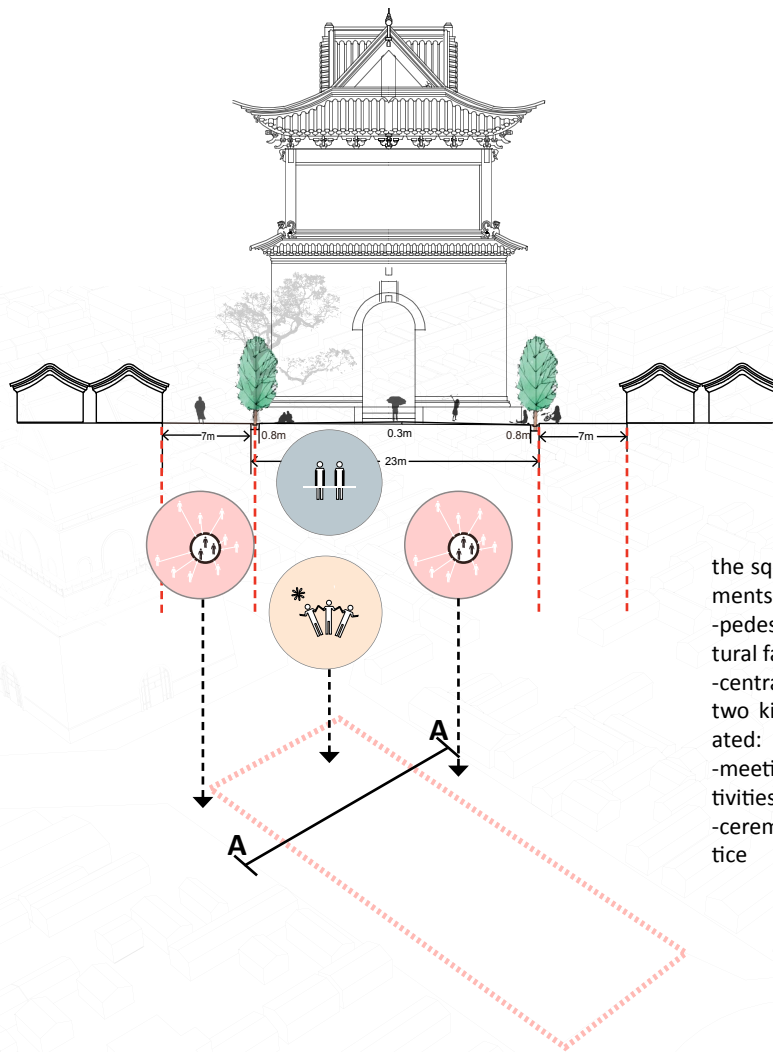 7m
0.8m
0.3m
0.8m
7m
23m
the sq
ments
-pedes
tural fa
-centra
two ki
ated:
-meeti
tivities
-cerem
tice
A
A